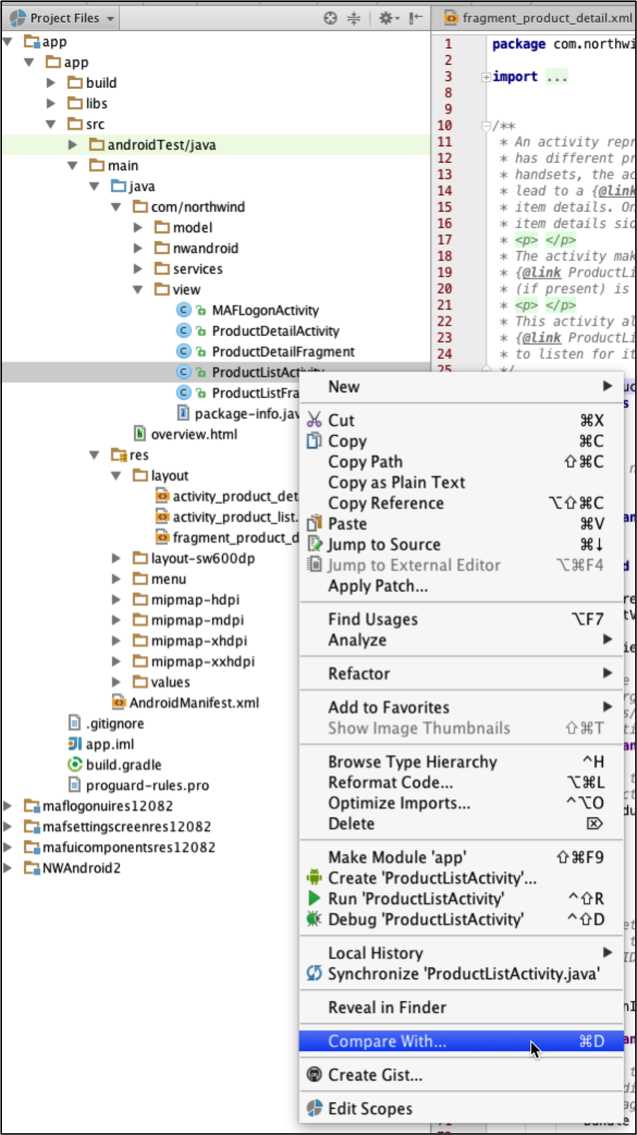 Project Files
fragment_product_detail.xml
app
app
build
libs
src
androidTest/java
main
java
com/northwind
model
nwandroid
services
view
MAFLogonActivity
ProductDetailActivity
ProductDetailFragment
ProductListActivity
ProductListFra
package-info.jav
overview.html
res
layout
activity_product_det
activity_product_list.
fragment_product_d
layout-sw600dp
menu
mipmap-hdpi
mipmap-mdpi
mipmap-xhdpi
mipmap-xxhdpi
values
AndroidManifest.xml
.gitignore
app.iml
build.gradle
proguard-rules.pro
maflogonuires12082
mafsettingscreenres12082
mafuicomponentsres12082
NWAndroid2
1 package com.northwi
2
3 import ...
8
9
10 /**
11 * An activity repr
12 * has different pr
13 * handsets, the ac
14 * lead to a {@link
15 * item details. On
16 * item details sid
17 * <p> </p>
18 * The activity mak
19 * {@link ProductLi
20 * (if present) is
21 * <p> </p>
22 * This activity al
23 * {@link ProductLi
24 * to listen for it
25 */
New
Cut ⌘X
Copy ⌘C
Copy Path ⇧⌘C
Copy as Plain Text
Copy Reference ⌥⇧⌘C
Paste ⌘V
Jump to Source ⌘↓
Jump to External Editor ⌥⌘F4
Apply Patch...
Find Usages ⌥F7
Analyze
Refactor
Add to Favorites
Show Image Thumbnails ⇧⌘T
Browse Type Hierarchy ^H
Reformat Code... ⌥⌘L
Optimize Imports... ^⌥O
Delete ⌦
Make Module 'app' ⇧⌘F9
Create 'ProductListActivity'...
Run 'ProductListActivity' ^⇧R
Debug 'ProductListActivity' ^⇧D
Local History
Synchronize 'ProductListActivity.java'
Reveal in Finder
Compare With... ⌘D
Create Gist...
Edit Scopes